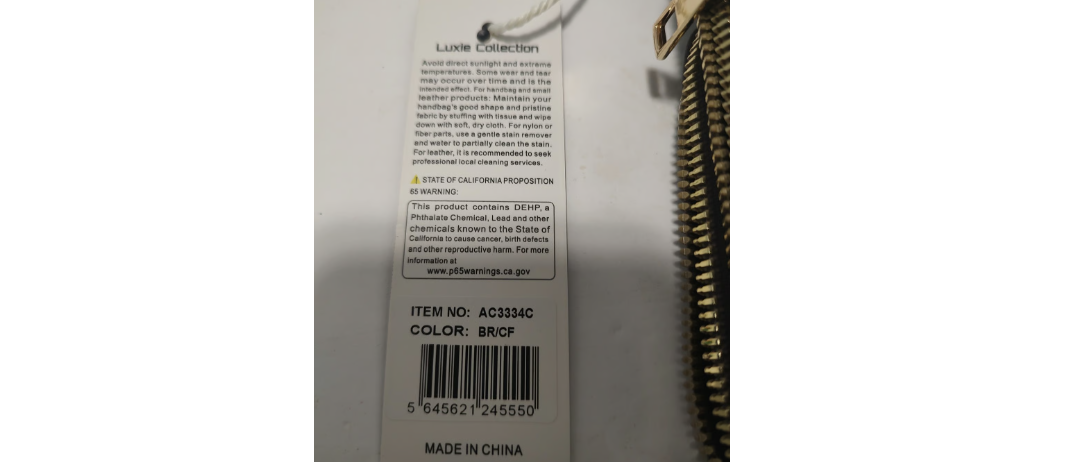 Luxie Collection
Avoid direct sunlight and extreme
temperatures. Some wear and tear
may occur over time and is the
intended effect. For handbag and small
leather products: Maintain your
handbag's good shape and pristine
fabric by stuffing with tissue and wipe
down with soft, dry cloth. For nylon or
fiber parts, use a gentle stain remover
and water to partially clean the stain.
For leather, it is recommended to seek
professional local cleaning services.
⚠ STATE OF CALIFORNIA PROPOSITION
65 WARNING:
This product contains DEHP, a
Phthalate Chemical, Lead and other
chemicals known to the State of
California to cause cancer, birth defects
and other reproductive harm. For more
information at
www.p65warnings.ca.gov
ITEM NO: AC3334C
COLOR: BR/CF
5 645621 245550
MADE IN CHINA